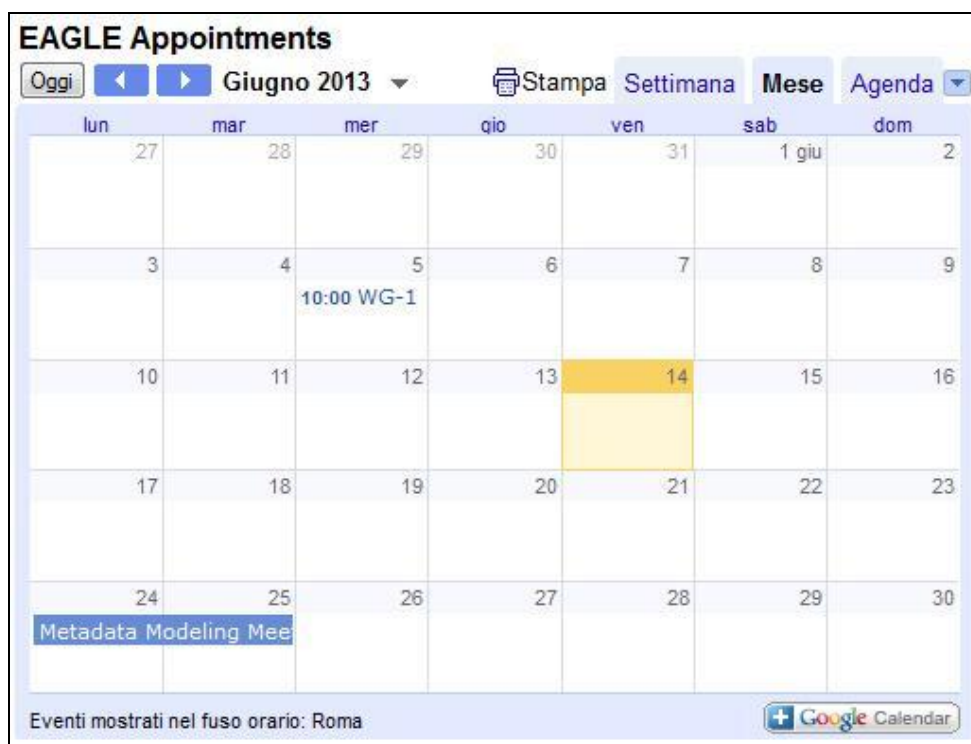 EAGLE Appointments
Oggi Giugno 2013 Stampa Settimana Mese Agenda
lun mar mer gio ven sab dom
27 28 29 30 31 1 giu 2
3 4 5 6 7 8 9
10:00 WG-1
10 11 12 13 14 15 16
17 18 19 20 21 22 23
24 25 26 27 28 29 30
Metadata Modeling Mee
Eventi mostrati nel fuso orario: Roma Google Calendar